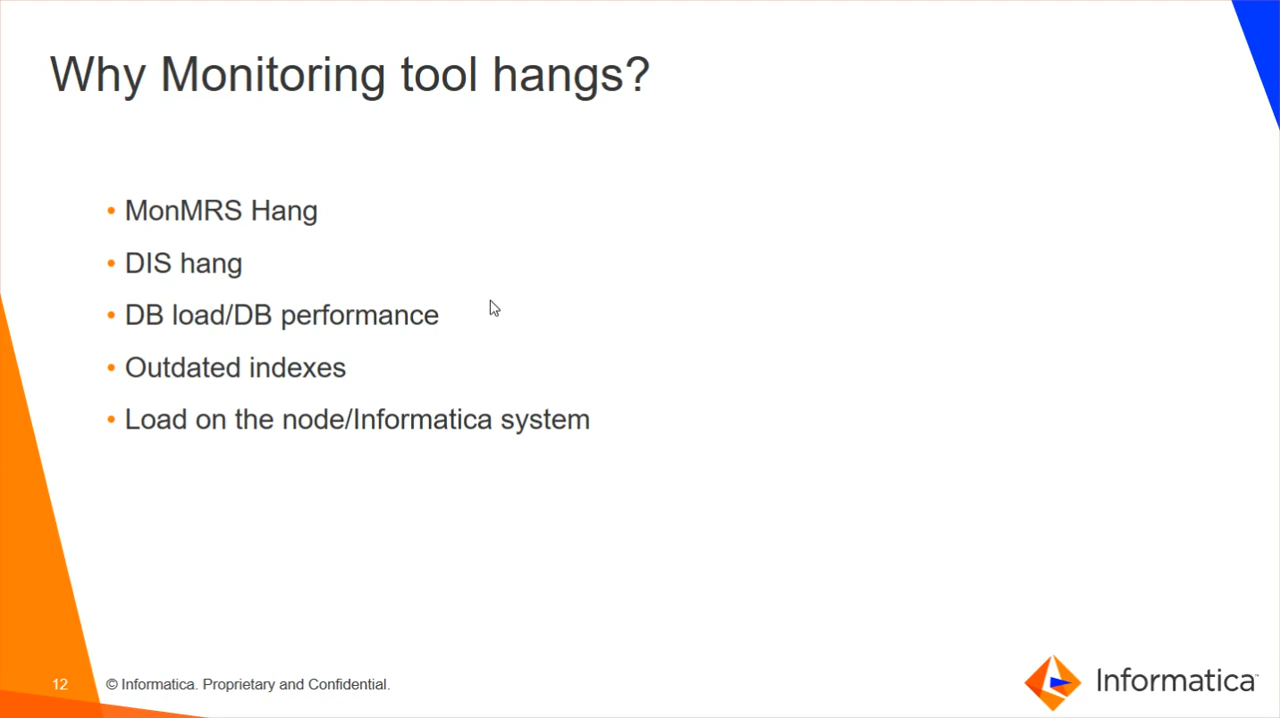 Why Monitoring tool hangs?
• MonMRS Hang
• DIS hang
• DB load/DB performance
• Outdated indexes
• Load on the node/Informatica system
12 © Informatica. Proprietary and Confidential.
Informatica™